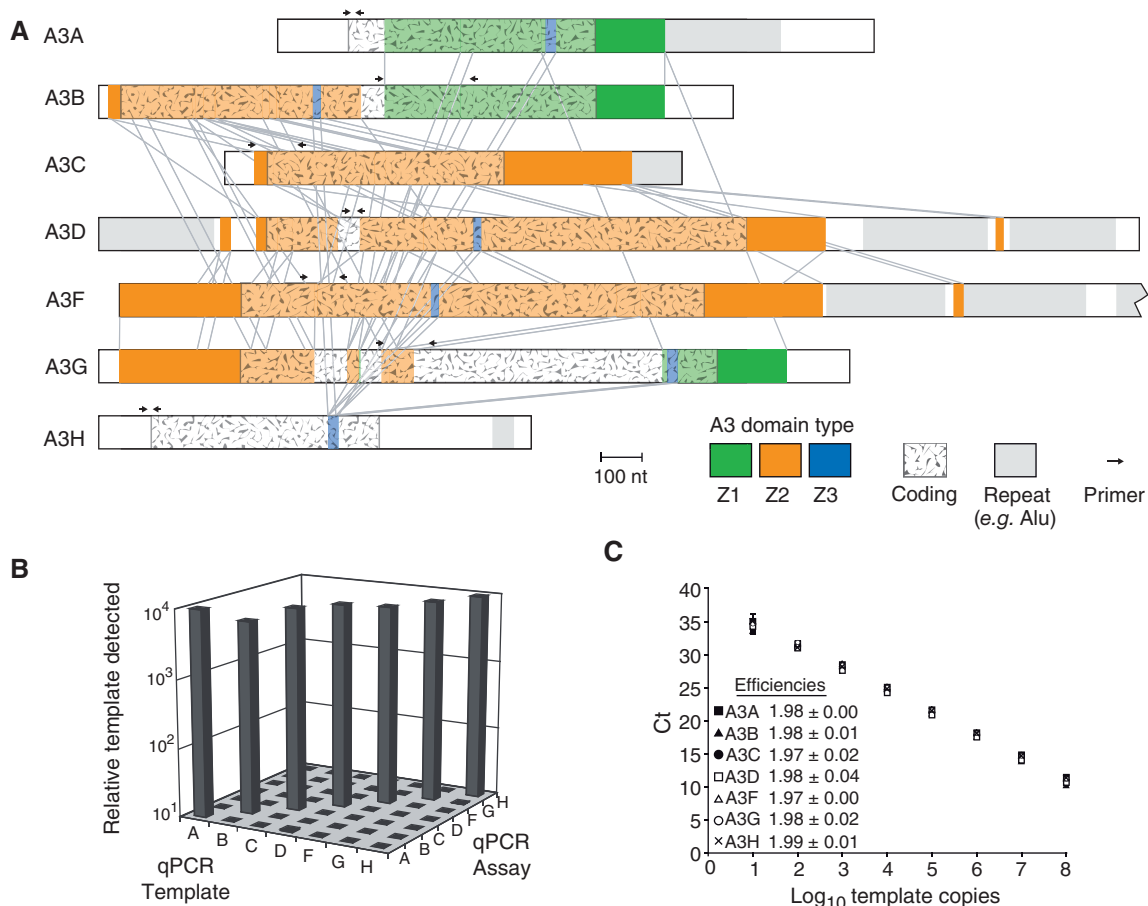 A
A3A
A3B
A3C
A3D
A3F
A3G
A3H
100 nt
A3 domain type
Z1
Z2
Z3
Coding
Repeat
(e.g. Alu)
Primer
B
Relative template detected
10^4
10^3
10^2
10^1
A B C D F G H
qPCR
Template
A B C D F G H
qPCR
Assay
C
Ct
40
35
30
25
20
15
10
5
0
Efficiencies
A3A 1.98 ± 0.00
A3B 1.98 ± 0.01
A3C 1.97 ± 0.02
A3D 1.98 ± 0.04
A3F 1.97 ± 0.00
A3G 1.98 ± 0.02
A3H 1.99 ± 0.01
0 1 2 3 4 5 6 7 8
Log10 template copies